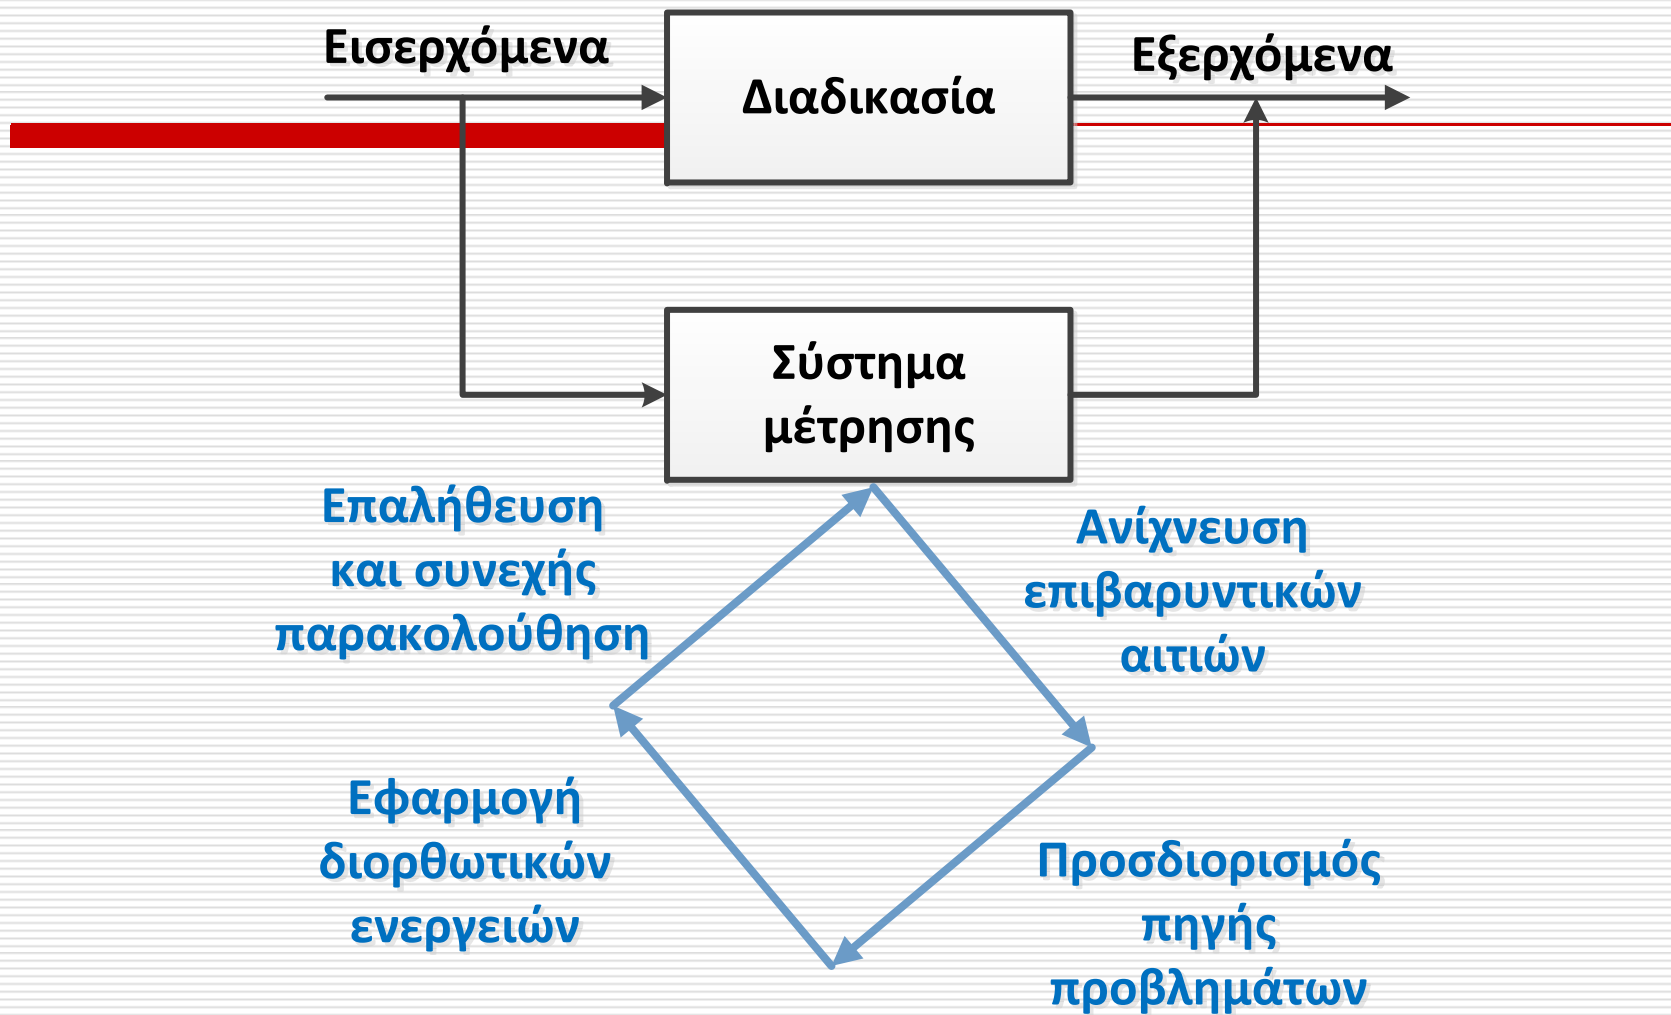 Εισερχόμενα
Διαδικασία
Εξερχόμενα
Σύστημα
μέτρησης
Επαλήθευση
και συνεχής
παρακολούθηση
Ανίχνευση
επιβαρυντικών
αιτιών
Εφαρμογή
διορθωτικών
ενεργειών
Προσδιορισμός
πηγής
προβλημάτων